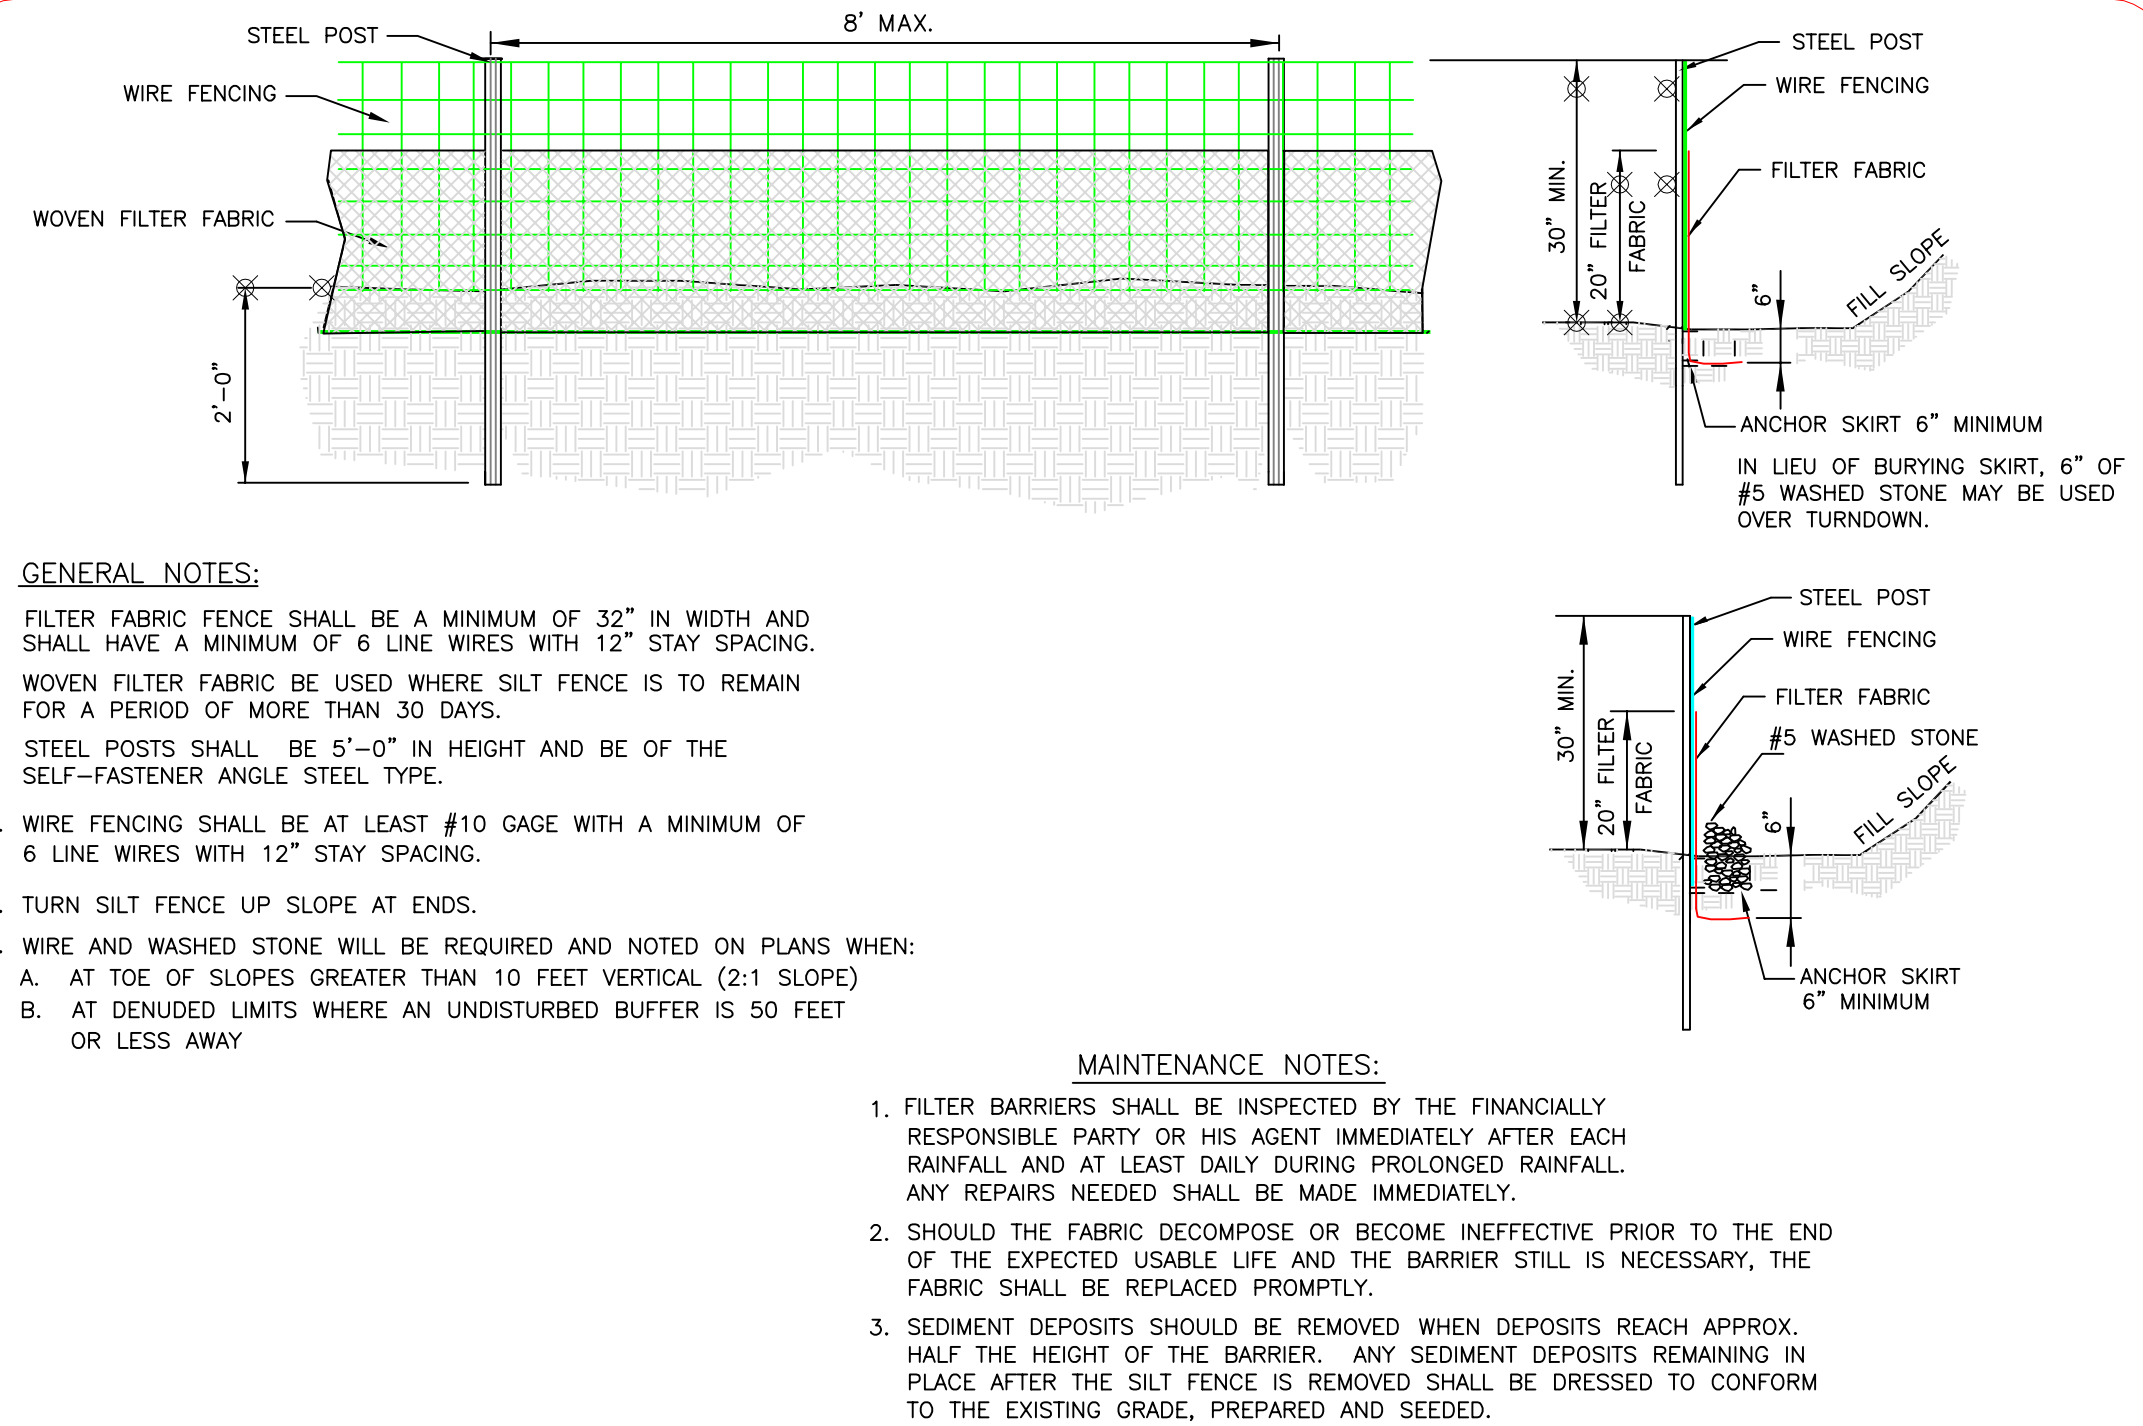 STEEL POST
8' MAX.
WIRE FENCING
WOVEN FILTER FABRIC
2'-0"
STEEL POST
WIRE FENCING
FILTER FABRIC
30" MIN.
20" FILTER
FABRIC
6"
FILL SLOPE
ANCHOR SKIRT 6" MINIMUM
IN LIEU OF BURYING SKIRT, 6" OF
#5 WASHED STONE MAY BE USED
OVER TURNDOWN.
GENERAL NOTES:
FILTER FABRIC FENCE SHALL BE A MINIMUM OF 32" IN WIDTH AND
SHALL HAVE A MINIMUM OF 6 LINE WIRES WITH 12" STAY SPACING.
WOVEN FILTER FABRIC BE USED WHERE SILT FENCE IS TO REMAIN
FOR A PERIOD OF MORE THAN 30 DAYS.
STEEL POSTS SHALL BE 5'-0" IN HEIGHT AND BE OF THE
SELF-FASTENER ANGLE STEEL TYPE.
. WIRE FENCING SHALL BE AT LEAST #10 GAGE WITH A MINIMUM OF
6 LINE WIRES WITH 12" STAY SPACING.
. TURN SILT FENCE UP SLOPE AT ENDS.
. WIRE AND WASHED STONE WILL BE REQUIRED AND NOTED ON PLANS WHEN:
A. AT TOE OF SLOPES GREATER THAN 10 FEET VERTICAL (2:1 SLOPE)
B. AT DENUDED LIMITS WHERE AN UNDISTURBED BUFFER IS 50 FEET
OR LESS AWAY
STEEL POST
WIRE FENCING
FILTER FABRIC
#5 WASHED STONE
30" MIN.
20" FILTER
FABRIC
6"
FILL SLOPE
ANCHOR SKIRT
6" MINIMUM
MAINTENANCE NOTES:
1. FILTER BARRIERS SHALL BE INSPECTED BY THE FINANCIALLY
RESPONSIBLE PARTY OR HIS AGENT IMMEDIATELY AFTER EACH
RAINFALL AND AT LEAST DAILY DURING PROLONGED RAINFALL.
ANY REPAIRS NEEDED SHALL BE MADE IMMEDIATELY.
2. SHOULD THE FABRIC DECOMPOSE OR BECOME INEFFECTIVE PRIOR TO THE END
OF THE EXPECTED USABLE LIFE AND THE BARRIER STILL IS NECESSARY, THE
FABRIC SHALL BE REPLACED PROMPTLY.
3. SEDIMENT DEPOSITS SHOULD BE REMOVED WHEN DEPOSITS REACH APPROX.
HALF THE HEIGHT OF THE BARRIER. ANY SEDIMENT DEPOSITS REMAINING IN
PLACE AFTER THE SILT FENCE IS REMOVED SHALL BE DRESSED TO CONFORM
TO THE EXISTING GRADE, PREPARED AND SEEDED.